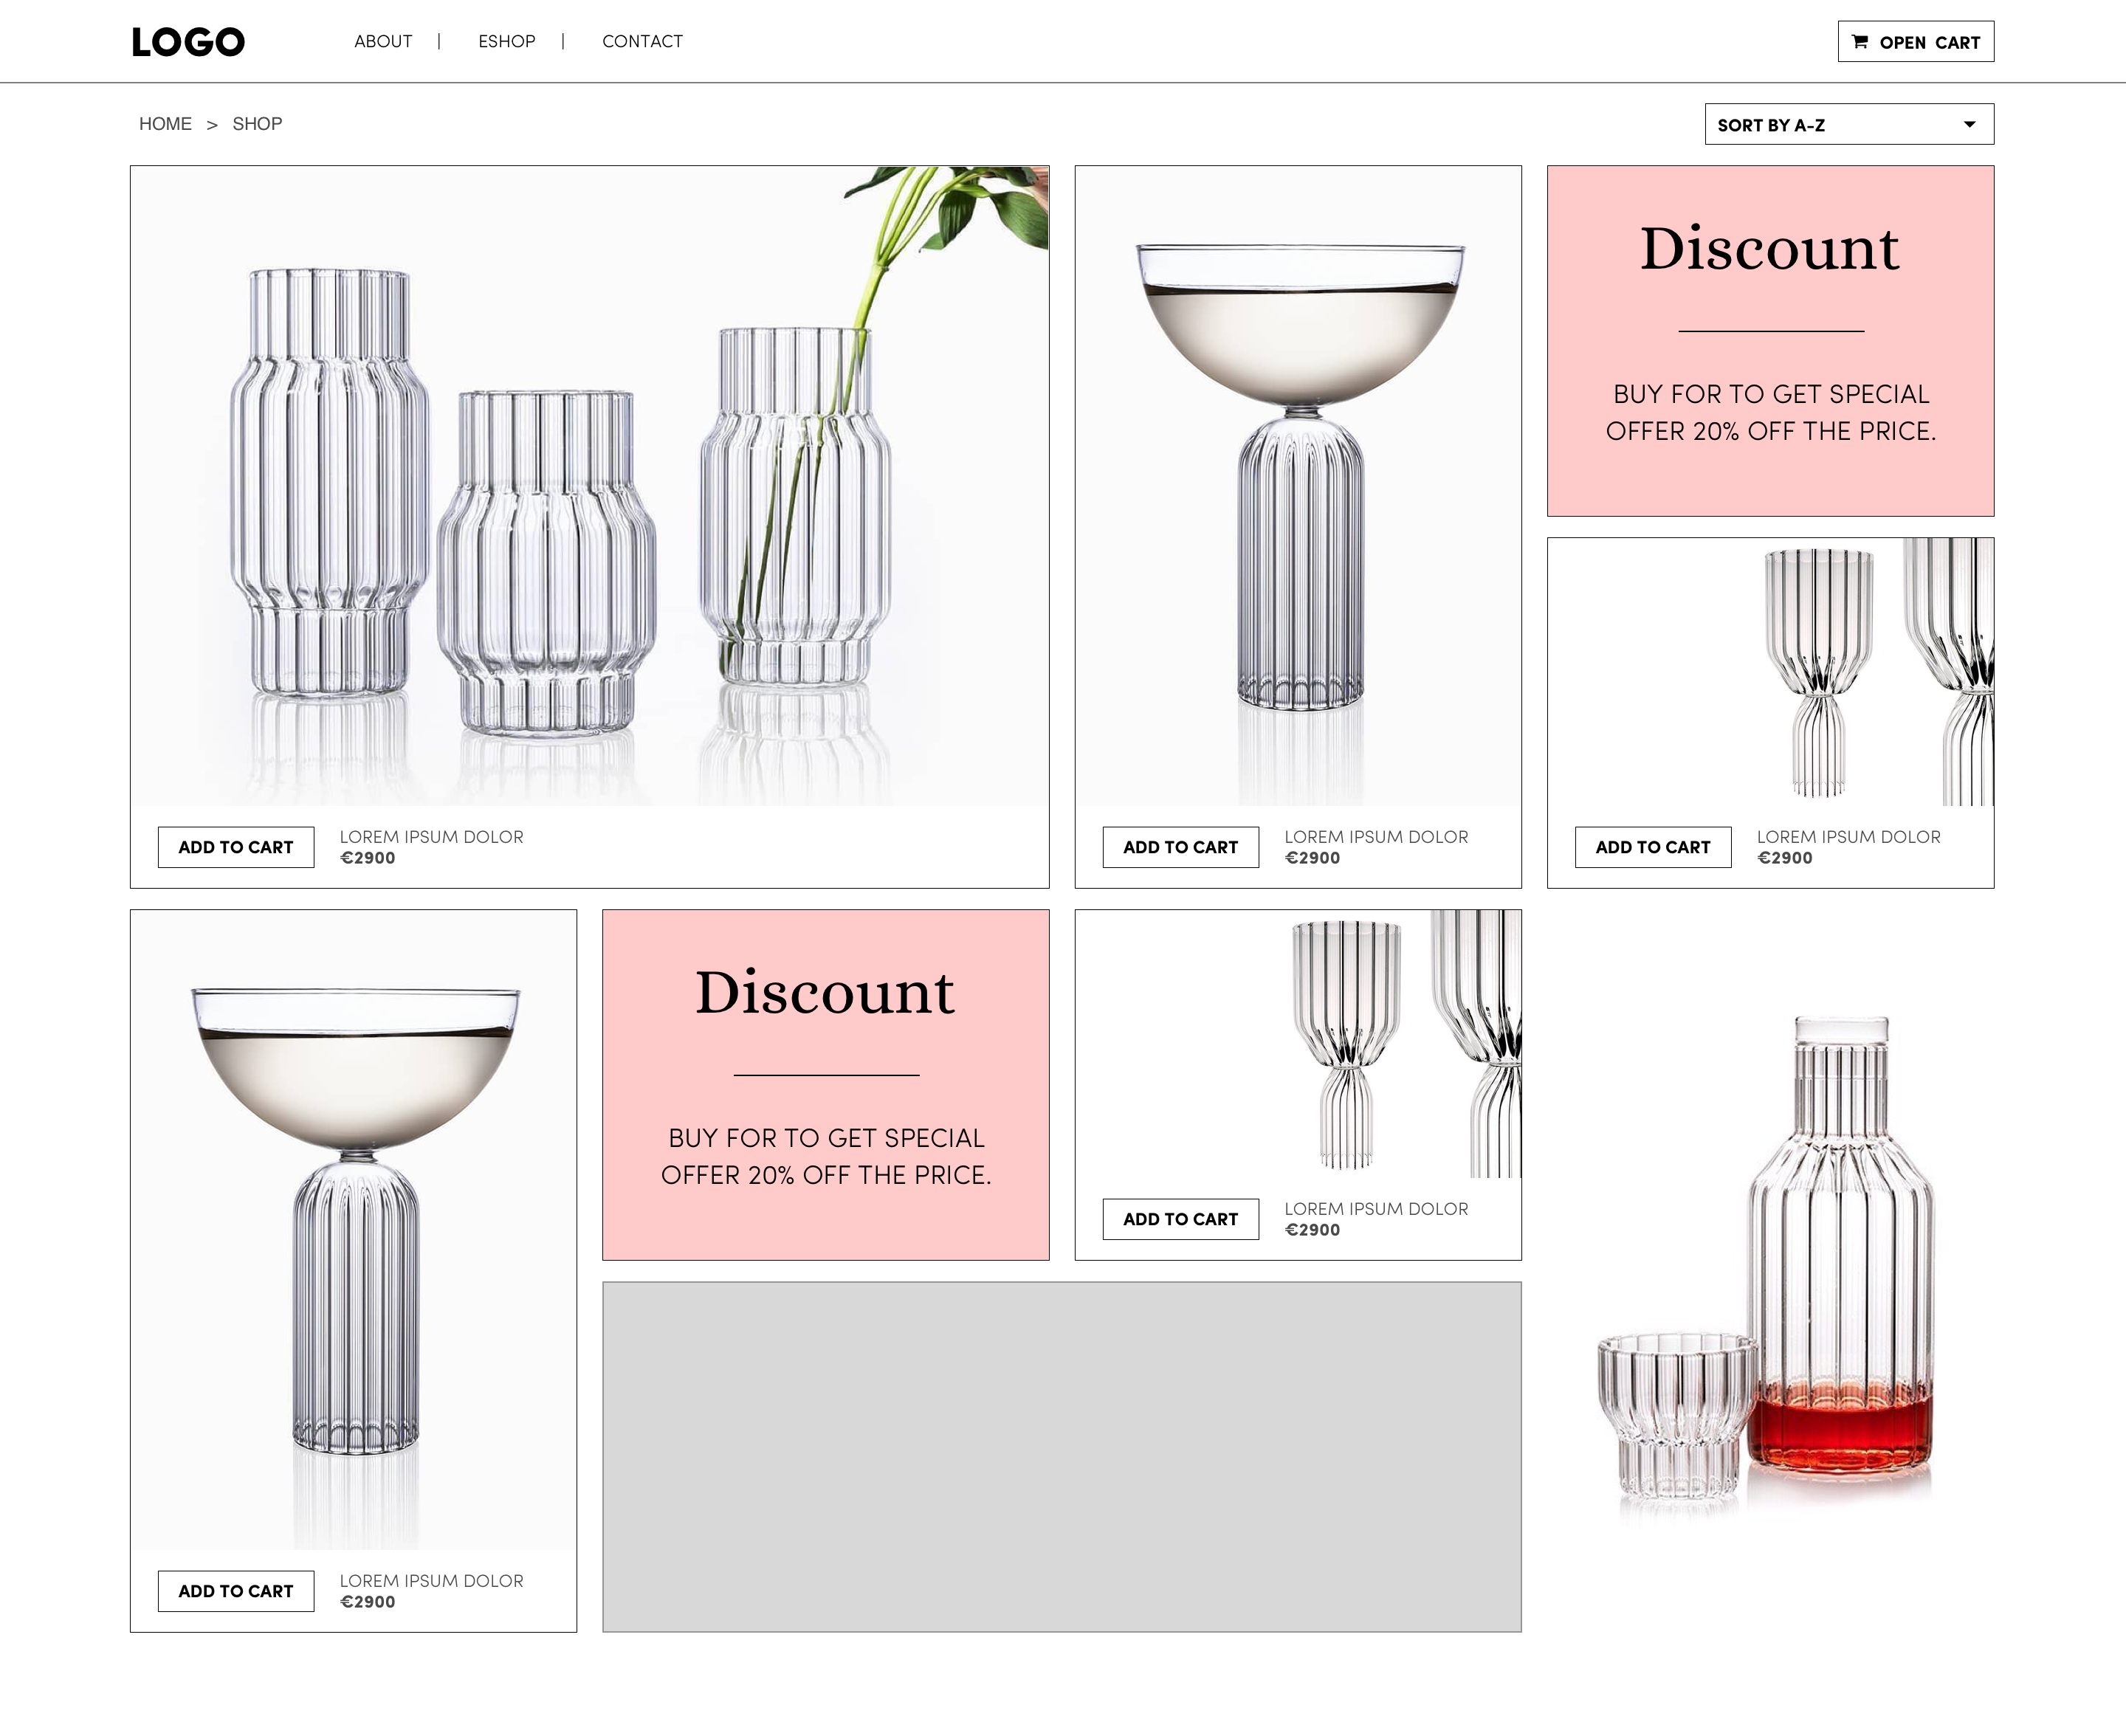 LOGO
ABOUT | ESHOP | CONTACT
OPEN CART
HOME > SHOP
SORT BY A-Z
ADD TO CART
LOREM IPSUM DOLOR
€2900
ADD TO CART
LOREM IPSUM DOLOR
€2900
Discount
BUY FOR TO GET SPECIAL
OFFER 20% OFF THE PRICE.
ADD TO CART
LOREM IPSUM DOLOR
€2900
ADD TO CART
LOREM IPSUM DOLOR
€2900
Discount
BUY FOR TO GET SPECIAL
OFFER 20% OFF THE PRICE.
ADD TO CART
LOREM IPSUM DOLOR
€2900